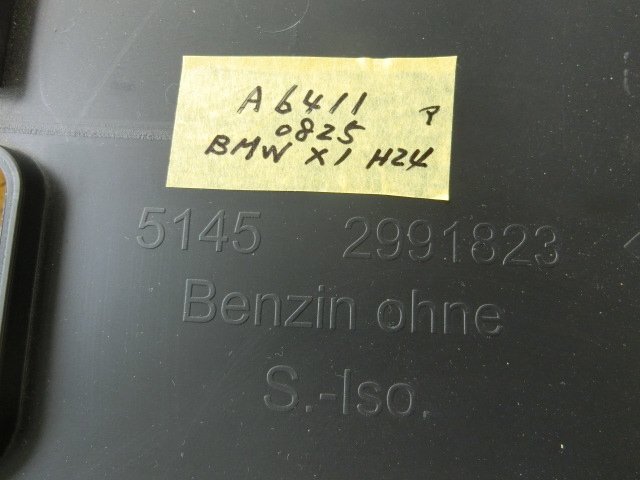 A6411 P
0825
BMW X1 H24
5145 2991823
Benzin ohne
S.-Iso.